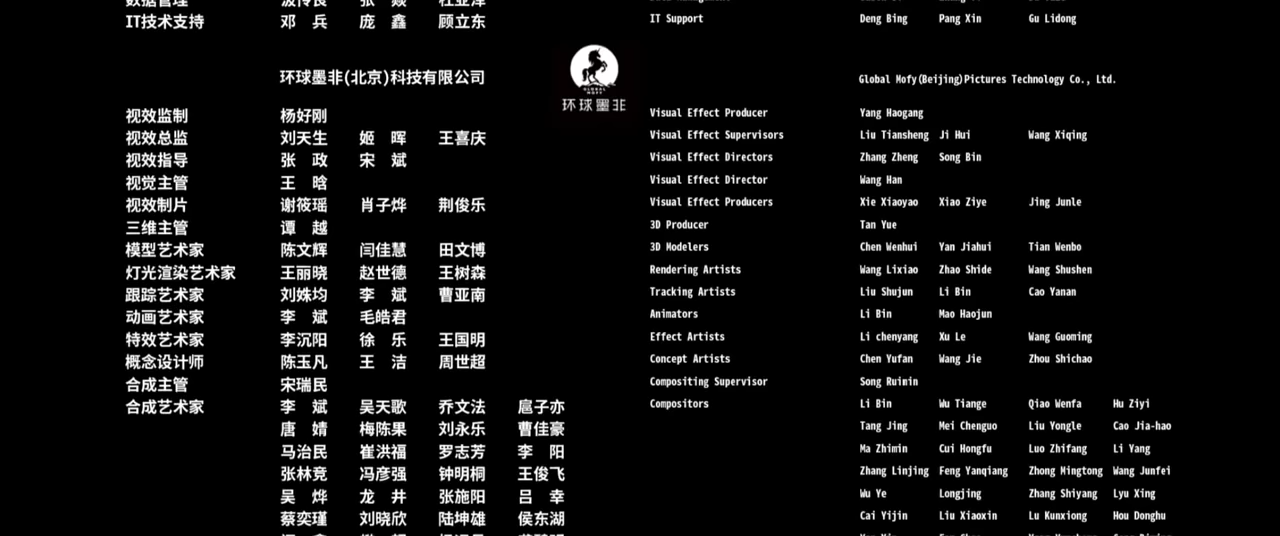 IT技术支持 邓 兵 庞 鑫 顾立东 IT Support Deng Bing Pang Xin Gu Lidong
环球墨非(北京)科技有限公司 GLOBAL MOFY 环球墨非 Global Mofy(Beijing)Pictures Technology Co., Ltd.
视效监制 杨好刚 Visual Effect Producer Yang Haogang
视效总监 刘天生 姬 晖 王喜庆 Visual Effect Supervisors Liu Tiansheng Ji Hui Wang Xiqing
视效指导 张 政 宋 斌 Visual Effect Directors Zhang Zheng Song Bin
视觉主管 王 晗 Visual Effect Director Wang Han
视效制片 谢筱瑶 肖子烨 荆俊乐 Visual Effect Producers Xie Xiaoyao Xiao Ziye Jing Junle
三维主管 谭 越 3D Producer Tan Yue
模型艺术家 陈文辉 闫佳慧 田文博 3D Modelers Chen Wenhui Yan Jiahui Tian Wenbo
灯光渲染艺术家 王丽晓 赵世德 王树森 Rendering Artists Wang Lixiao Zhao Shide Wang Shushen
跟踪艺术家 刘姝均 李 斌 曹亚南 Tracking Artists Liu Shujun Li Bin Cao Yanan
动画艺术家 李 斌 毛皓君 Animators Li Bin Mao Haojun
特效艺术家 李沉阳 徐 乐 王国明 Effect Artists Li chenyang Xu Le Wang Guoming
概念设计师 陈玉凡 王 洁 周世超 Concept Artists Chen Yufan Wang Jie Zhou Shichao
合成主管 宋瑞民 Compositing Supervisor Song Ruimin
合成艺术家 李 斌 吴天歌 乔文法 扈子亦 Compositors Li Bin Wu Tiange Qiao Wenfa Hu Ziyi
唐 婧 梅陈果 刘永乐 曹佳豪 Tang Jing Mei Chenguo Liu Yongle Cao Jia-hao
马治民 崔洪福 罗志芳 李 阳 Ma Zhimin Cui Hongfu Luo Zhifang Li Yang
张林竞 冯彦强 钟明桐 王俊飞 Zhang Linjing Feng Yanqiang Zhong Mingtong Wang Junfei
吴 烨 龙 井 张施阳 吕 幸 Wu Ye Longjing Zhang Shiyang Lyu Xing
蔡奕瑾 刘晓欣 陆坤雄 侯东湖 Cai Yijin Liu Xiaoxin Lu Kunxiong Hou Donghu